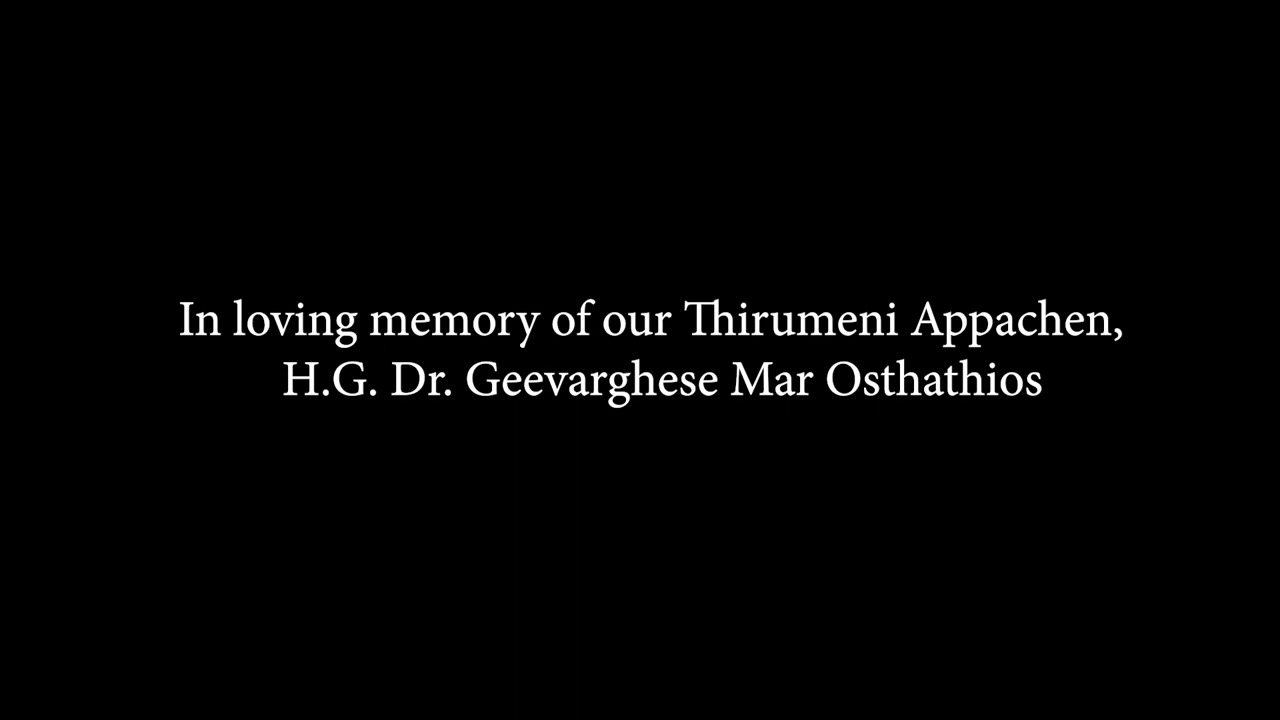 In loving memory of our Thirumeni Appachen,
H.G. Dr. Geevarghese Mar Osthathios